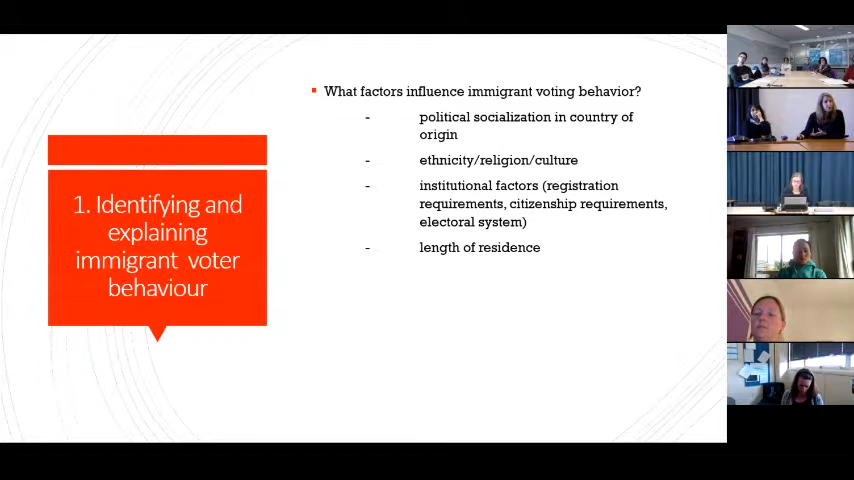 1. Identifying and
explaining
immigrant voter
behaviour
▪ What factors influence immigrant voting behavior?
- political socialization in country of
origin
- ethnicity/religion/culture
- institutional factors (registration
requirements, citizenship requirements,
electoral system)
- length of residence